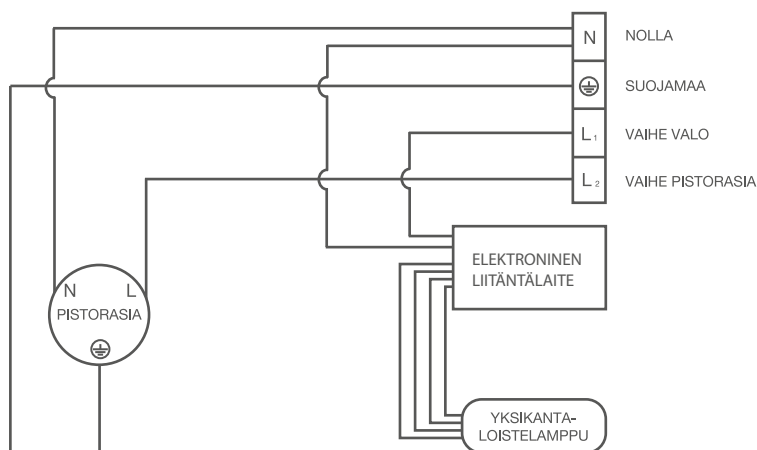 N NOLLA
SUOJAMAA
L1 VAIHE VALO
L2 VAIHE PISTORASIA
ELEKTRONINEN
LIITÄNTÄLAITE
N L
PISTORASIA
YKSIKANTA-
LOISTELAMPPU